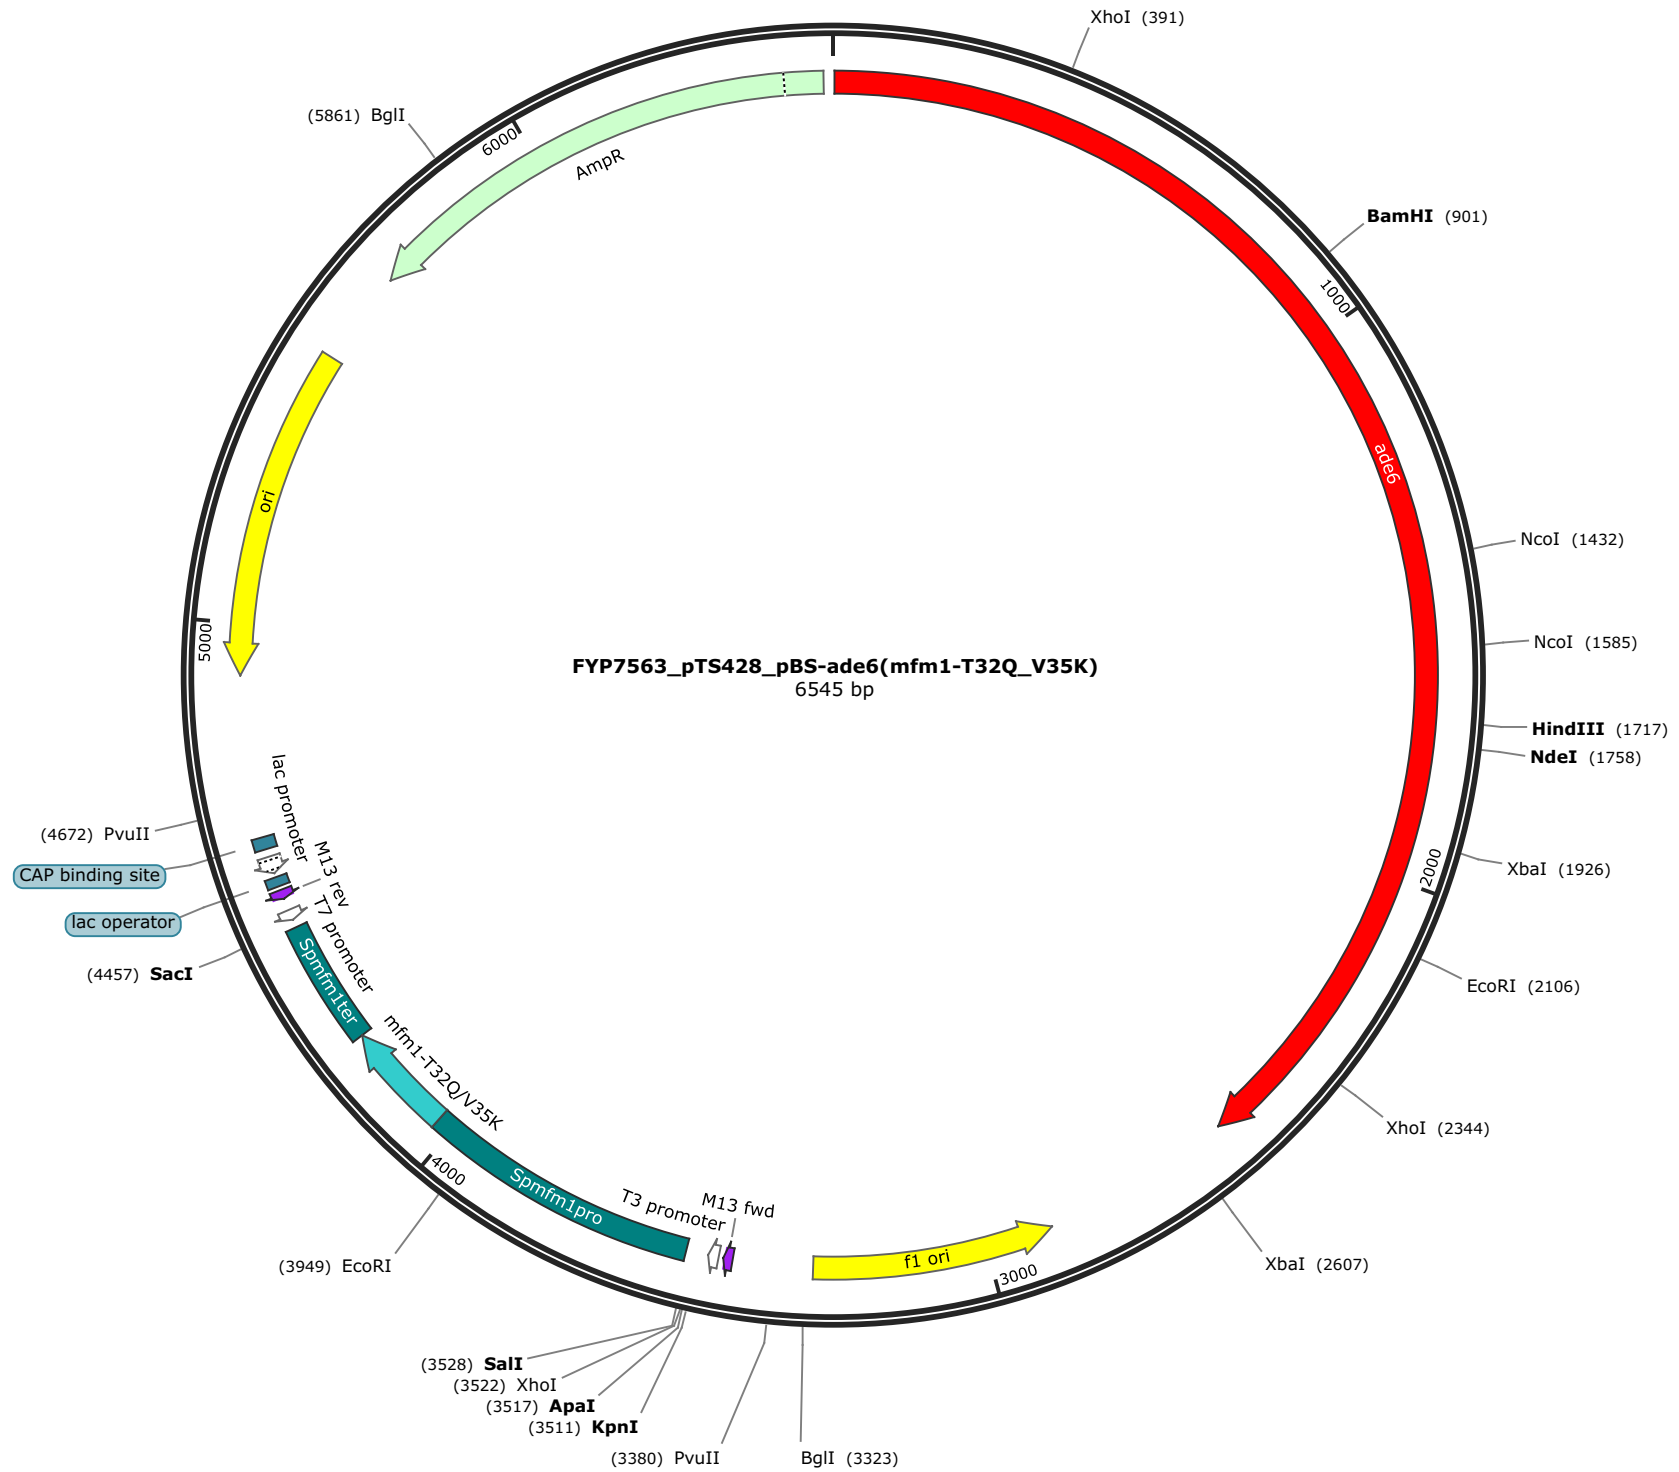 XhoI (391)
(5861) BglI
6000
AmpR
BamHI (901)
1000
ade6
ori
NcoI (1432)
5000
NcoI (1585)
FYP7563_pTS428_pBS-ade6(mfm1-T32Q_V35K)
6545 bp
HindIII (1717)
NdeI (1758)
lac promoter
(4672) PvuII
M13 rev
CAP binding site
2000
XbaI (1926)
T7 promoter
lac operator
(4457) SacI
Spmfm1ter
EcoRI (2106)
mfm1-T32Q/V35K
XhoI (2344)
4000
Spmfm1pro
T3 promoter
M13 fwd
f1 ori
3000
(3949) EcoRI
XbaI (2607)
(3528) SalI
(3522) XhoI
(3517) ApaI
(3511) KpnI
(3380) PvuII
BglI (3323)